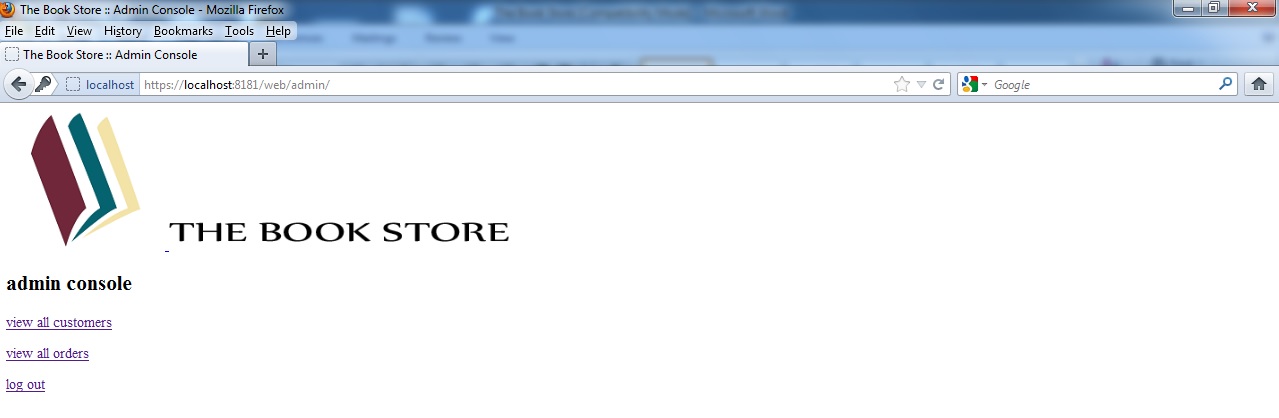 The Book Store :: Admin Console - Mozilla Firefox
File Edit View History Bookmarks Tools Help
The Book Store :: Admin Console
localhost https://localhost:8181/web/admin/ Google
THE BOOK STORE
admin console
view all customers
view all orders
log out